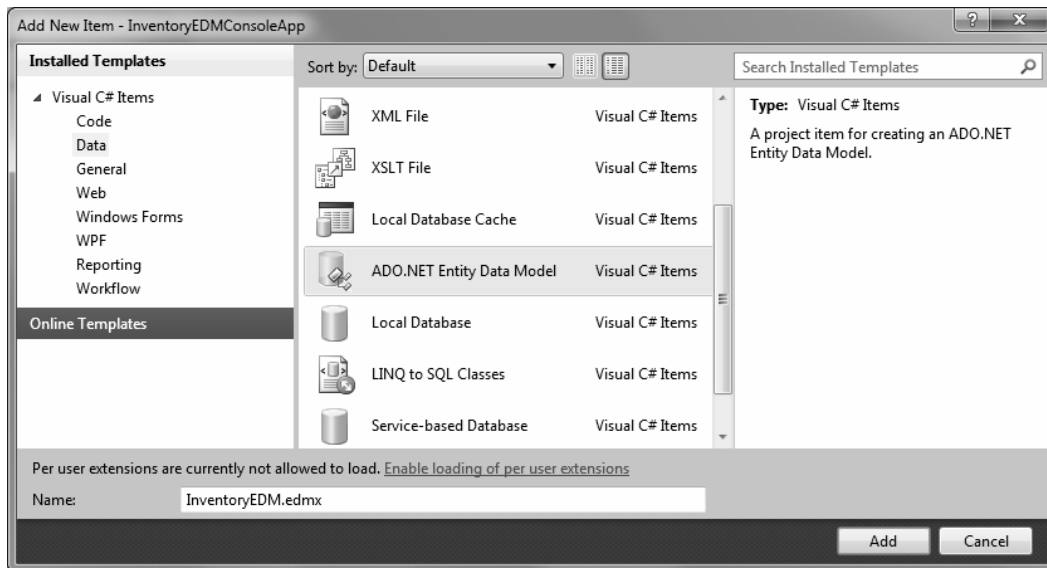 Add New Item - InventoryEDMConsoleApp
Installed Templates
Visual C# Items
Code
Data
General
Web
Windows Forms
WPF
Reporting
Workflow
Online Templates
Sort by: Default
XML File Visual C# Items
XSLT File Visual C# Items
Local Database Cache Visual C# Items
ADO.NET Entity Data Model Visual C# Items
Local Database Visual C# Items
LINQ to SQL Classes Visual C# Items
Service-based Database Visual C# Items
Search Installed Templates
Type: Visual C# Items
A project item for creating an ADO.NET
Entity Data Model.
Per user extensions are currently not allowed to load. Enable loading of per user extensions
Name: InventoryEDM.edmx
Add Cancel